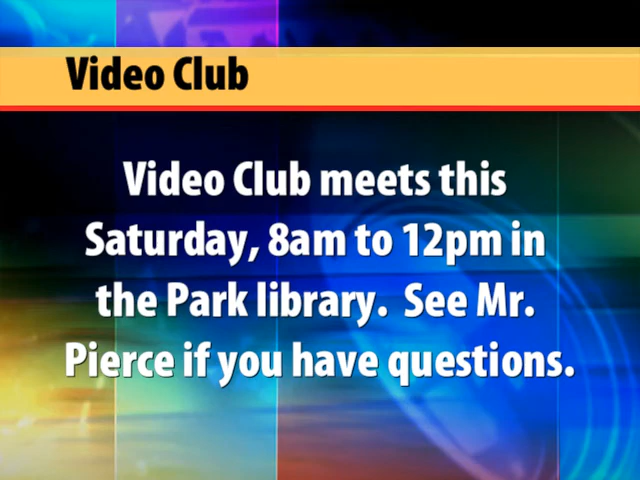 Video Club
Video Club meets this
Saturday, 8am to 12pm in
the Park library.  See Mr.
Pierce if you have questions.